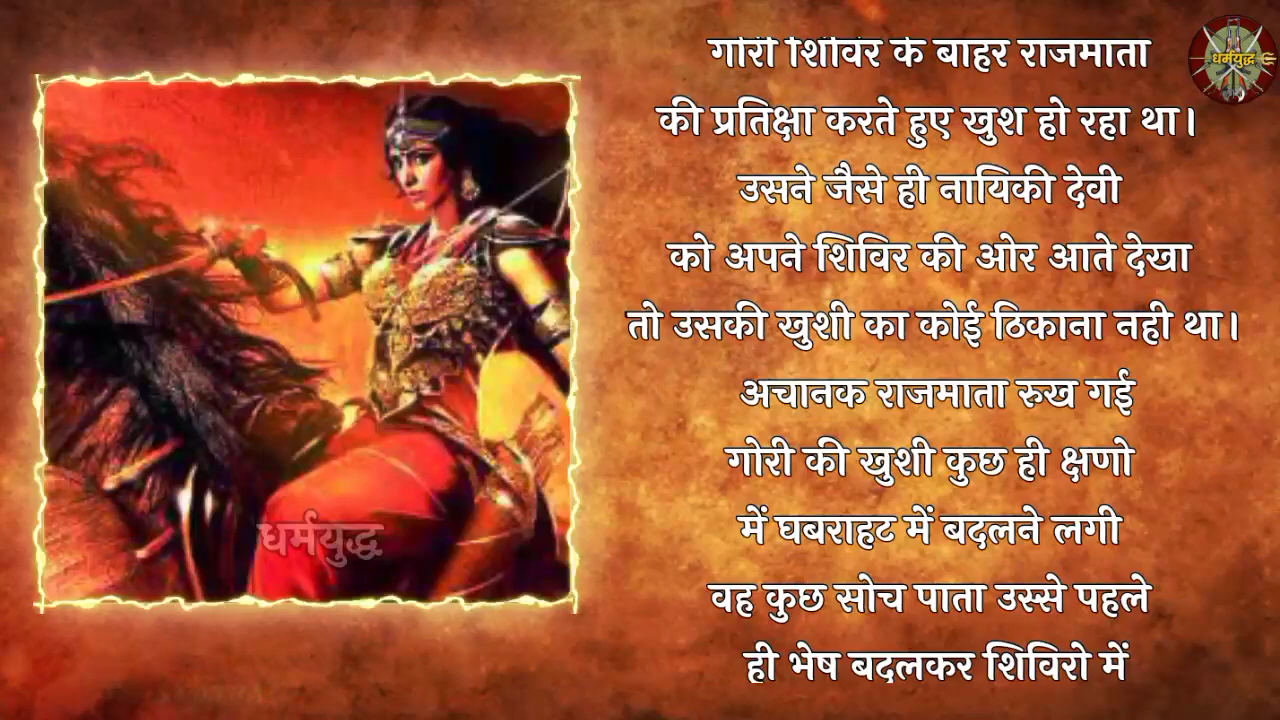 धर्मयुद्ध
गोरी शिविर के बाहर राजमाता
की प्रतिक्षा करते हुए खुश हो रहा था।
उसने जैसे ही नायिकी देवी
को अपने शिविर की ओर आते देखा
तो उसकी खुशी का कोई ठिकाना नही था।
अचानक राजमाता रुख गई
गोरी की खुशी कुछ ही क्षणो
में घबराहट में बदलने लगी
वह कुछ सोच पाता उस्से पहले
ही भेष बदलकर शिविरो में
धर्मयुद्ध